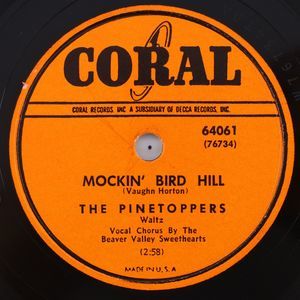 CORAL
CORAL RECORDS, INC. A SUBSIDIARY OF DECCA RECORDS, INC.
64061
(76734)
MOCKIN' BIRD HILL
(Vaughn Horton)
THE PINETOPPERS
Waltz
Vocal Chorus By The
Beaver Valley Sweethearts
(2:58)
MADE IN U.S.A